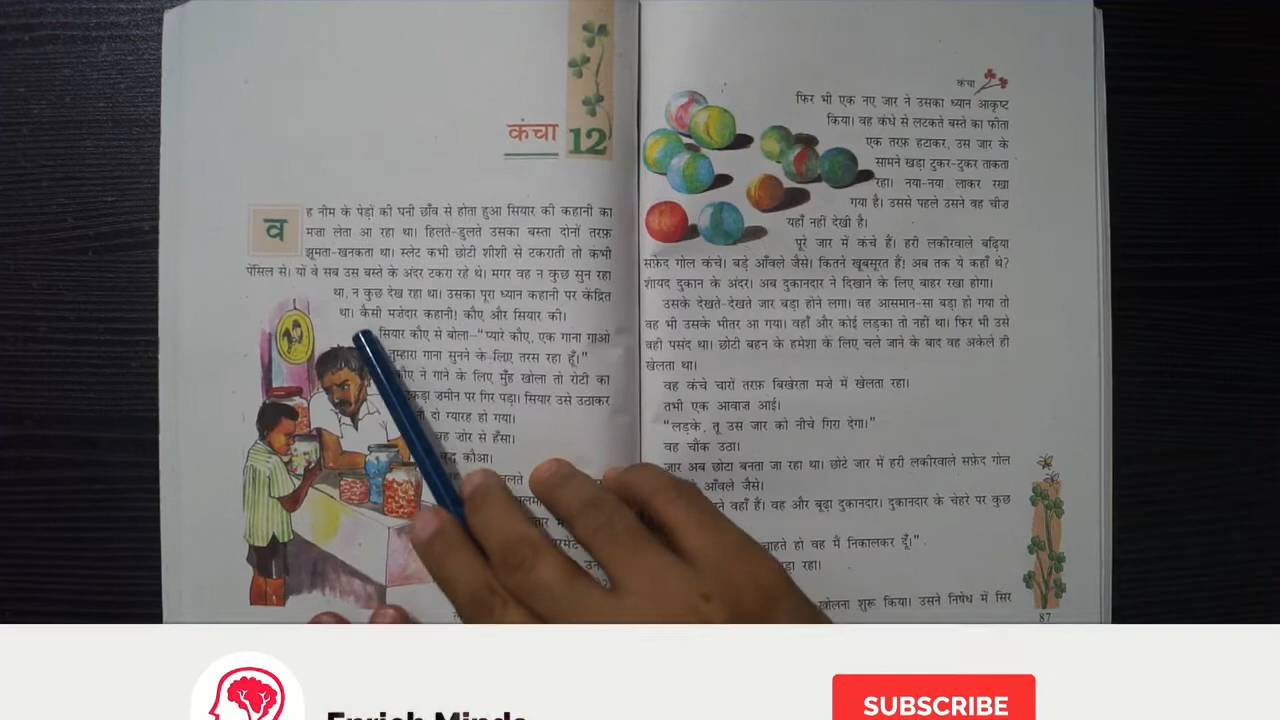 कंचा 12
वह नीम के पेड़ों की घनी छाँव से होता हुआ सियार की कहानी का
मज़ा लेता आ रहा था। हिलते-डुलते उसका बस्ता दोनों तरफ़
झूमता-खनकता था। स्लेट कभी छोटी शीशी से टकराती तो कभी
पेंसिल से। यों वे सब उस बस्ते के अंदर टकरा रहे थे। मगर वह न कुछ सुन रहा
था, न कुछ देख रहा था। उसका पूरा ध्यान कहानी पर केंद्रित
था। कैसी मज़ेदार कहानी! कौए और सियार की।
सियार कौए से बोला–“प्यारे कौए, एक गाना गाओ
तुम्हारा गाना सुनने के लिए तरस रहा हूँ।”
कौए ने गाने के लिए मुँह खोला तो रोटी का
टुकड़ा ज़मीन पर गिर पड़ा। सियार उसे उठाकर
दो ग्यारह हो गया।
वह ज़ोर से हँसा।
कौआ।
कंचा
फिर भी एक नए जार ने उसका ध्यान आकृष्ट
किया। वह कंधे से लटकते बस्ते का फीता
एक तरफ़ हटाकर, उस जार के
सामने खड़ा टुकर-टुकर ताकता
रहा। नया-नया लाकर रखा
गया है। उससे पहले उसने वह चीज़
यहाँ नहीं देखी है।
पूरे जार में कंचे हैं। हरी लकीरवाले बढ़िया
सफ़ेद गोल कंचे। बड़े आँवले जैसे। कितने खूबसूरत हैं! अब तक ये कहाँ थे?
शायद दुकान के अंदर। अब दुकानदार ने दिखाने के लिए बाहर रखा होगा।
उसके देखते-देखते जार बड़ा होने लगा। वह आसमान-सा बड़ा हो गया तो
वह भी उसके भीतर आ गया। वहाँ और कोई लड़का तो नहीं था। फिर भी उसे
वही पसंद था। छोटी बहन के हमेशा के लिए चले जाने के बाद वह अकेले ही
खेलता था।
वह कंचे चारों तरफ़ बिखेरता मज़े में खेलता रहा।
तभी एक आवाज़ आई।
“लड़के, तू उस जार को नीचे गिरा देगा।”
वह चौंक उठा।
जार अब छोटा बनता जा रहा था। छोटे जार में हरी लकीरवाले सफ़ेद गोल
आँवले जैसे।
वहाँ हैं। वह और बूढ़ा दुकानदार। दुकानदार के चेहरे पर कुछ
चाहते हो वह मैं निकालकर दूँ!”
रहा।
खोलना शुरू किया। उसने निषेध में सिर
87
Enrich Minds
SUBSCRIBE